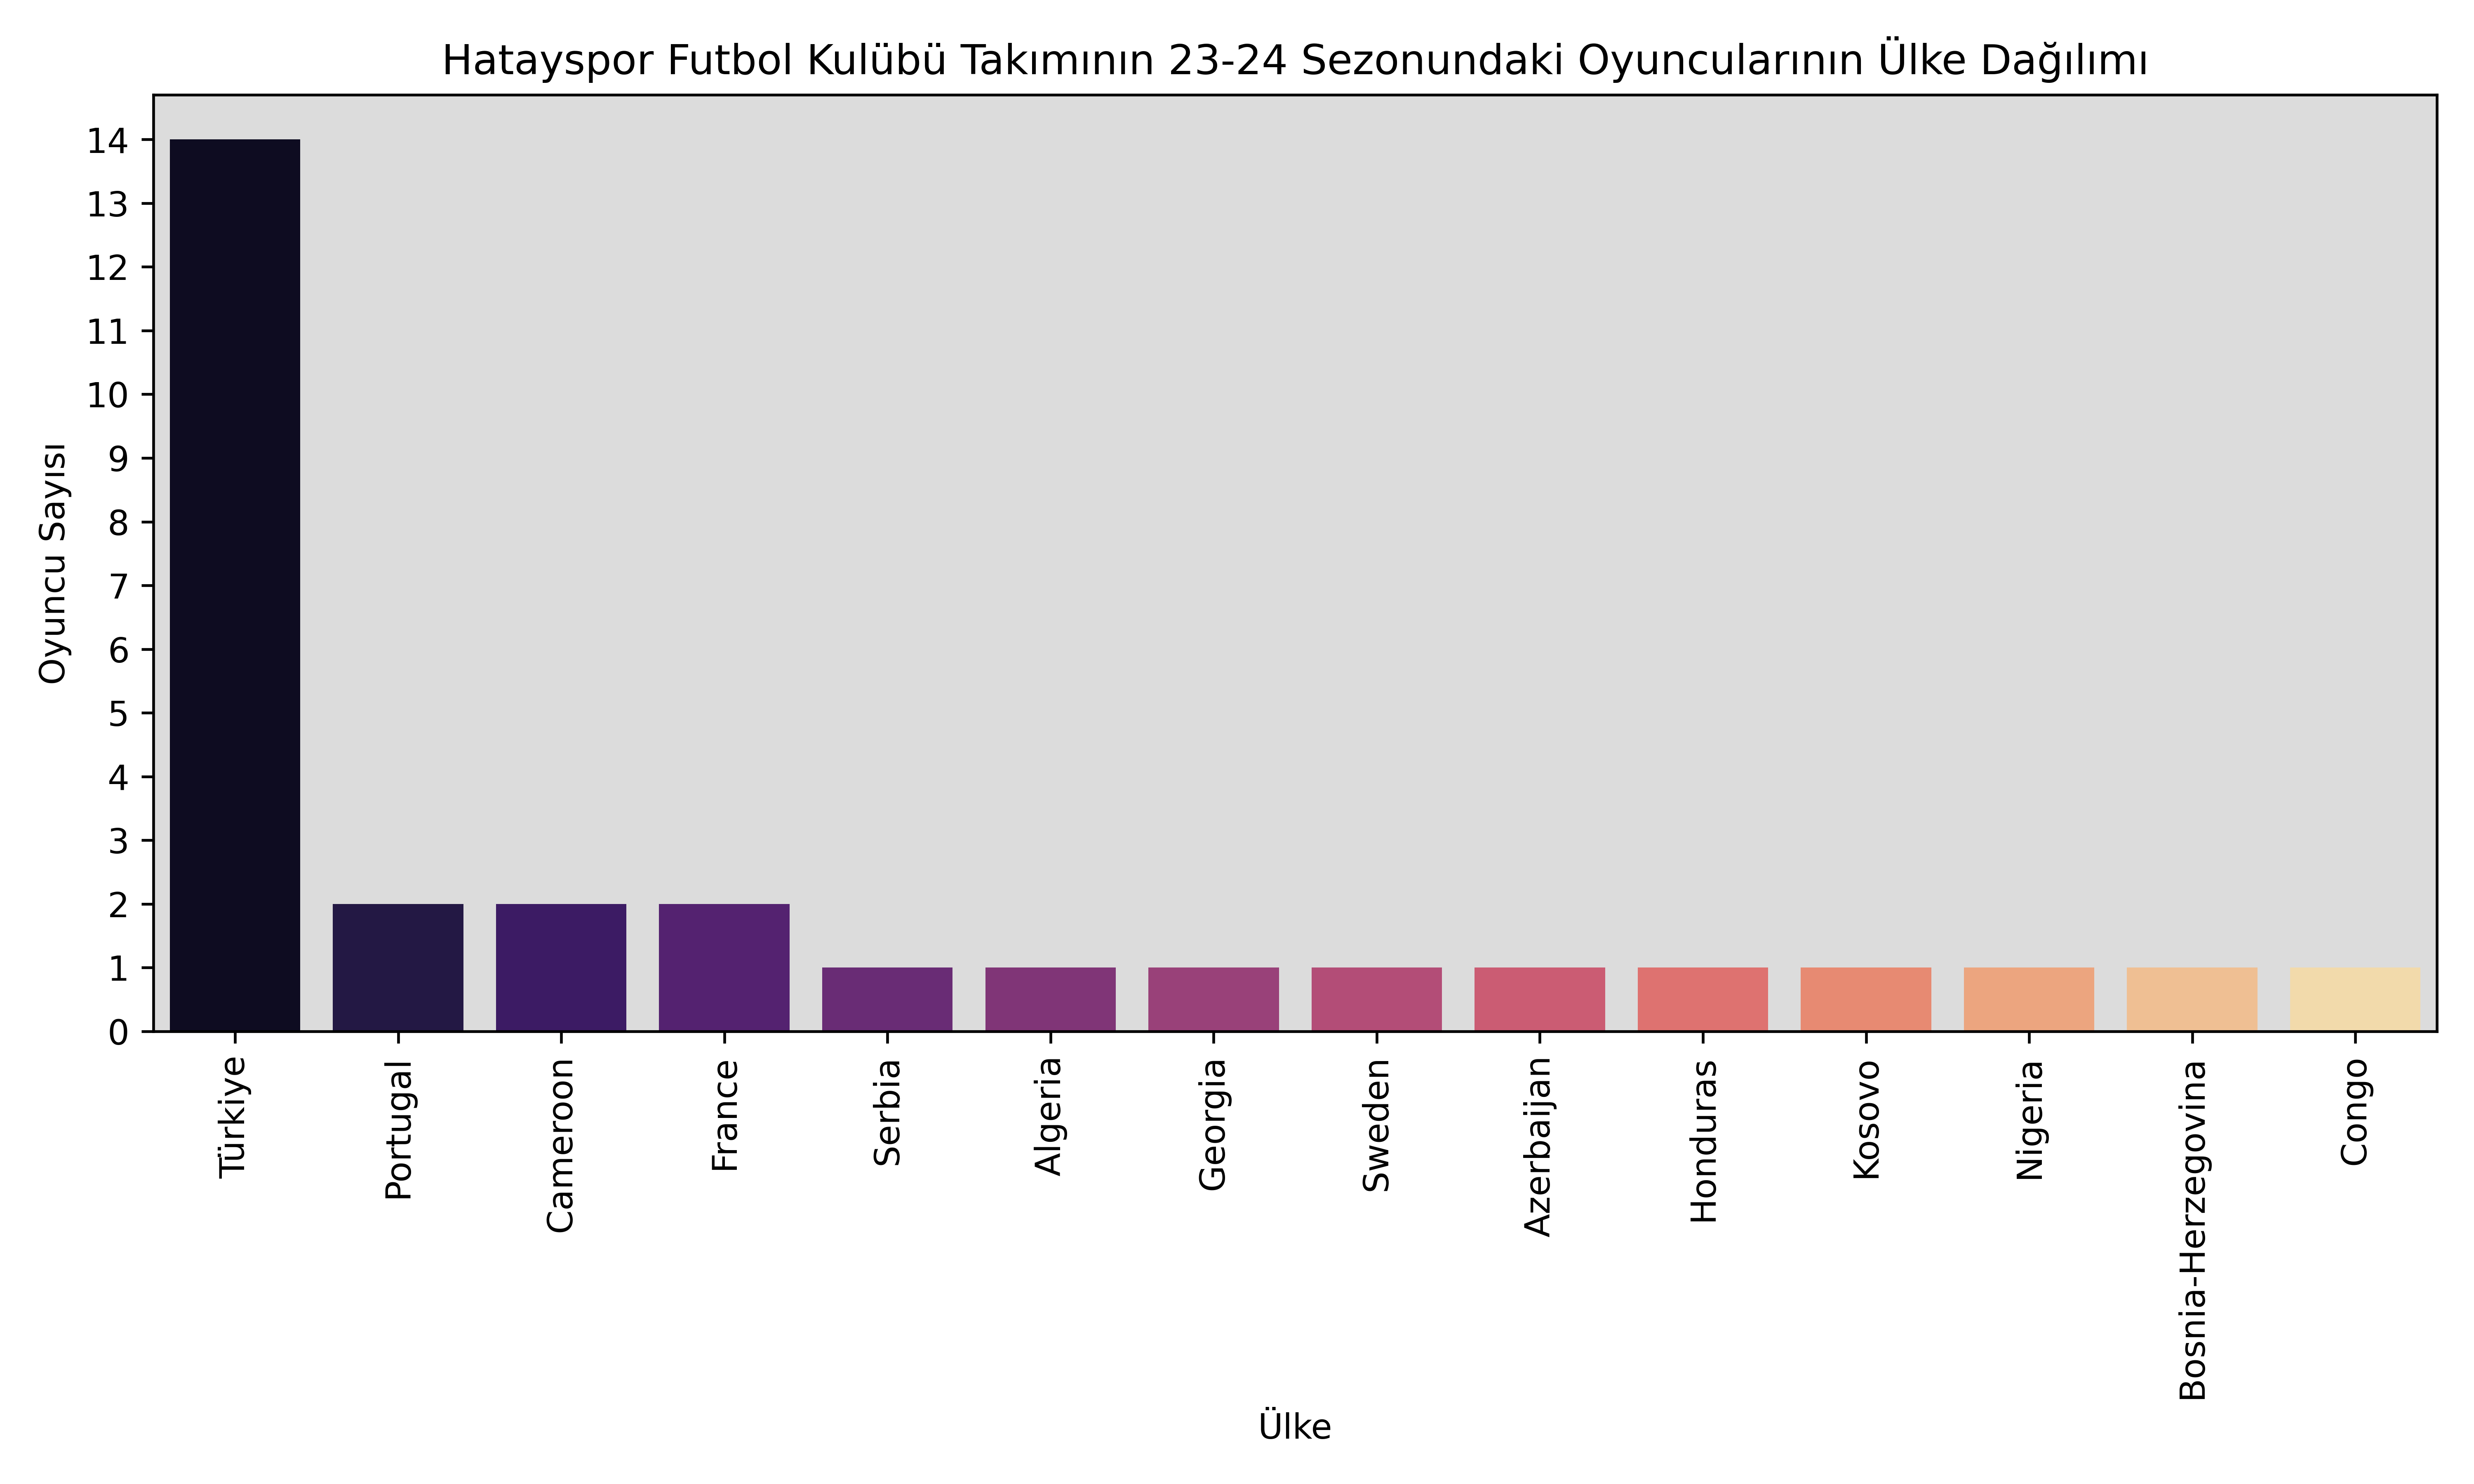 Hatayspor Futbol Kulübü Takımının 23-24 Sezonundaki Oyuncularının Ülke Dağılımı
Oyuncu Sayısı
14
13
12
11
10
9
8
7
6
5
4
3
2
1
0
Türkiye
Portugal
Cameroon
France
Serbia
Algeria
Georgia
Sweden
Azerbaijan
Honduras
Kosovo
Nigeria
Bosnia-Herzegovina
Congo
Ülke